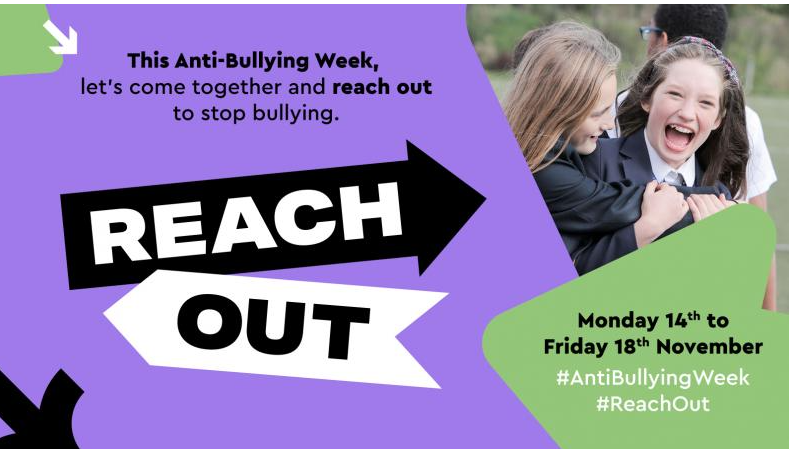 This Anti-Bullying Week,
let's come together and reach out
to stop bullying.
REACH
OUT
Monday 14th to
Friday 18th November
#AntiBullyingWeek
#ReachOut